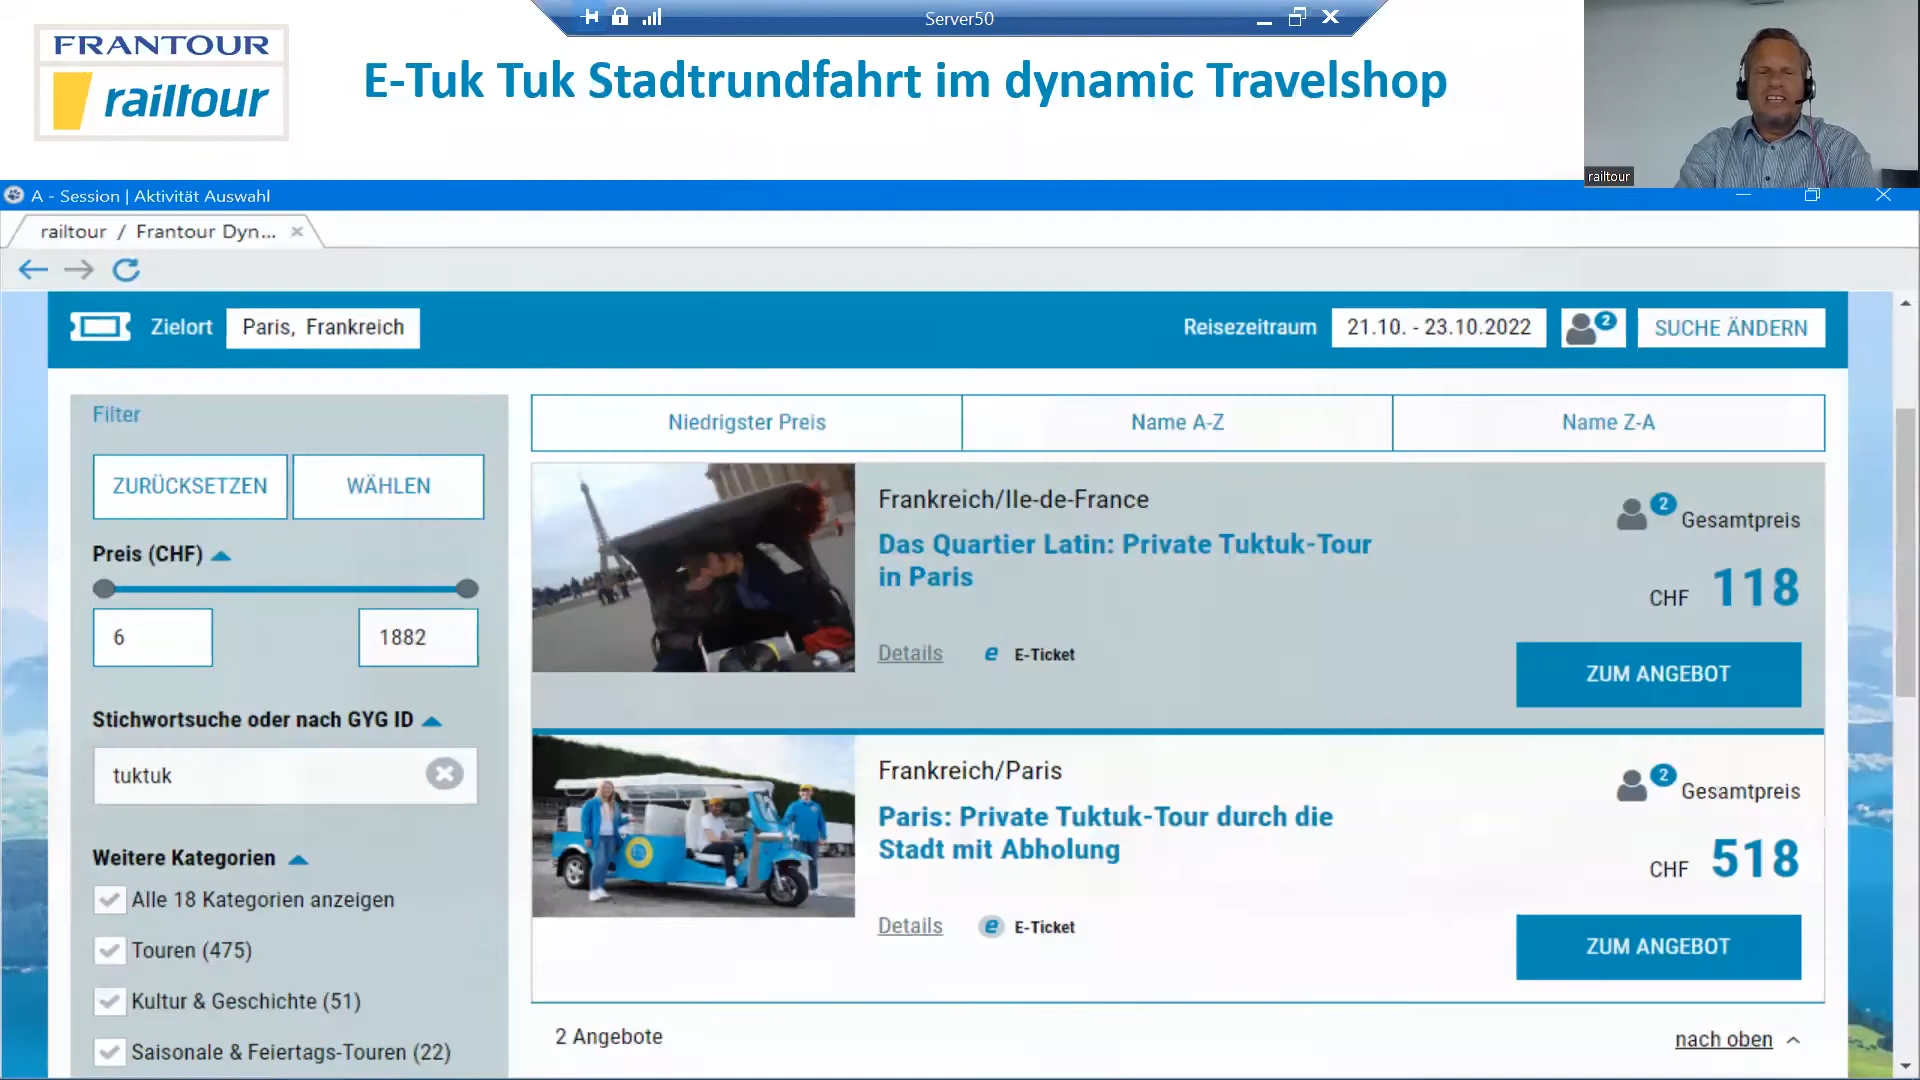 Server50
FRANTOUR
railtour
E-Tuk Tuk Stadtrundfahrt im dynamic Travelshop
railtour
A - Session | Aktivität Auswahl
railtour / Frantour Dyn...
Zielort
Paris, Frankreich
Reisezeitraum
21.10. - 23.10.2022
2
SUCHE ÄNDERN
Filter
ZURÜCKSETZEN
WÄHLEN
Preis (CHF)
6
1882
Stichwortsuche oder nach GYG ID
tuktuk
Weitere Kategorien
Alle 18 Kategorien anzeigen
Touren (475)
Kultur & Geschichte (51)
Saisonale & Feiertags-Touren (22)
Niedrigster Preis
Name A-Z
Name Z-A
Frankreich/Ile-de-France
Das Quartier Latin: Private Tuktuk-Tour
in Paris
Details
e E-Ticket
2 Gesamtpreis
CHF 118
ZUM ANGEBOT
Frankreich/Paris
Paris: Private Tuktuk-Tour durch die
Stadt mit Abholung
Details
e E-Ticket
2 Gesamtpreis
CHF 518
ZUM ANGEBOT
2 Angebote
nach oben